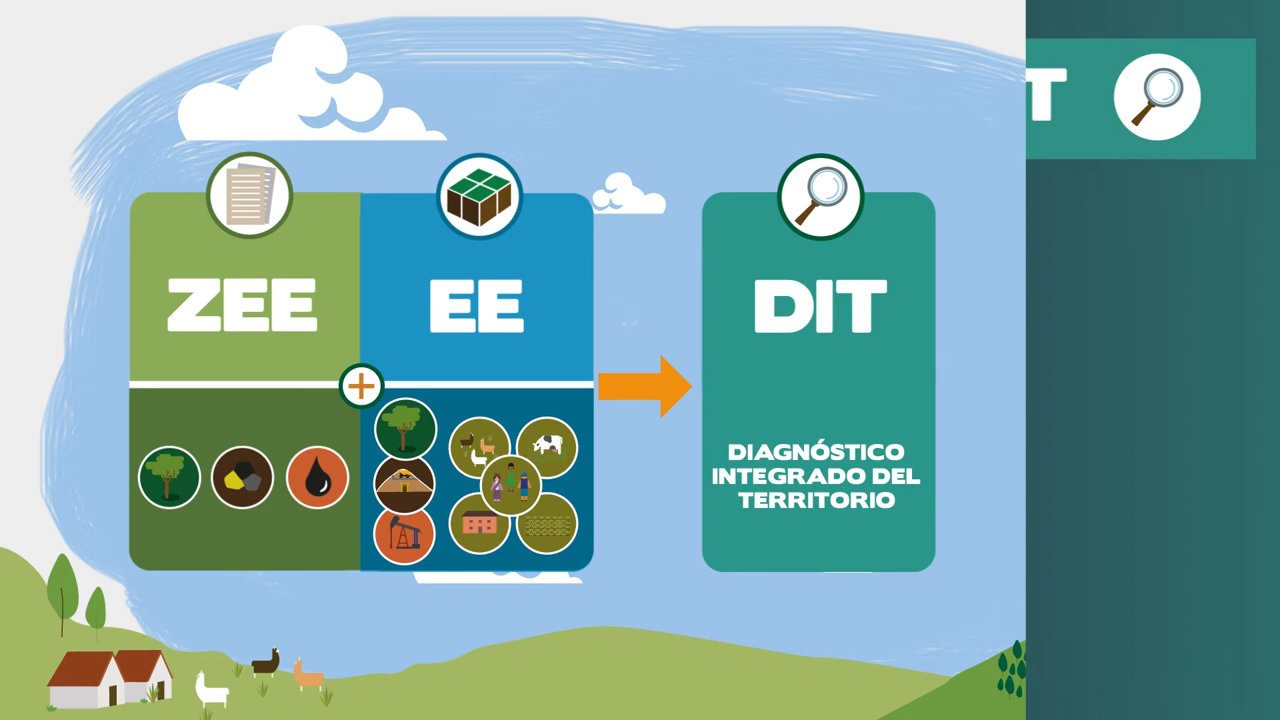 ZEE
EE
DIT
DIAGNÓSTICO
INTEGRADO DEL
TERRITORIO
T